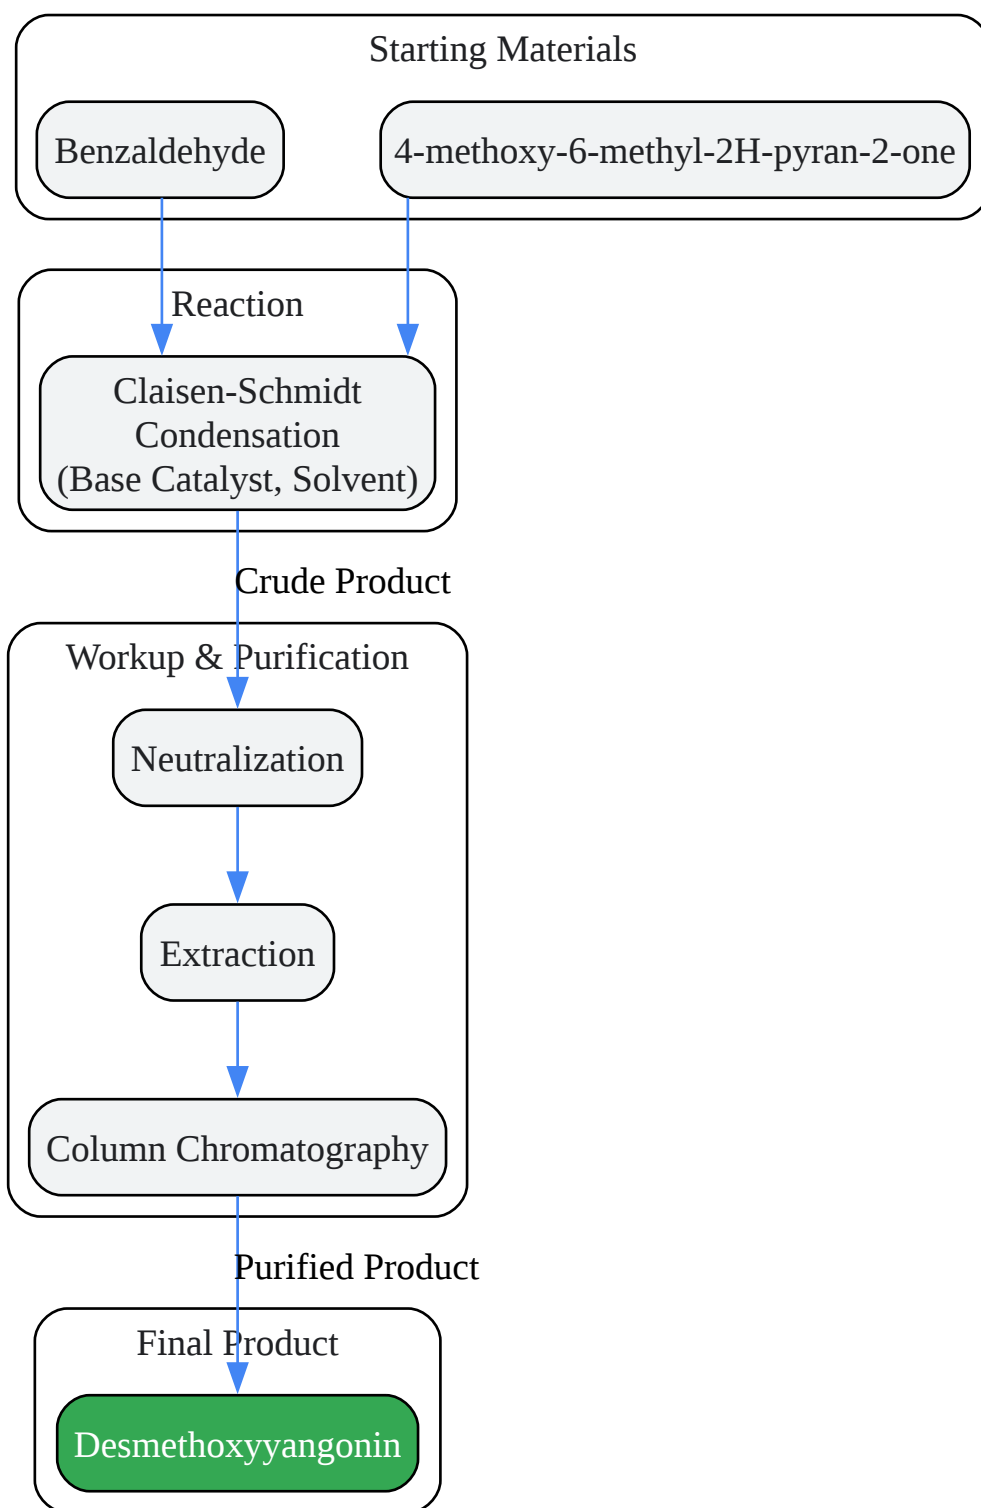 Starting Materials
Benzaldehyde
4-methoxy-6-methyl-2H-pyran-2-one
Reaction
Claisen-Schmidt
Condensation
(Base Catalyst, Solvent)
Crude Product
Workup & Purification
Neutralization
Extraction
Column Chromatography
Purified Product
Final Product
Desmethoxyyangonin